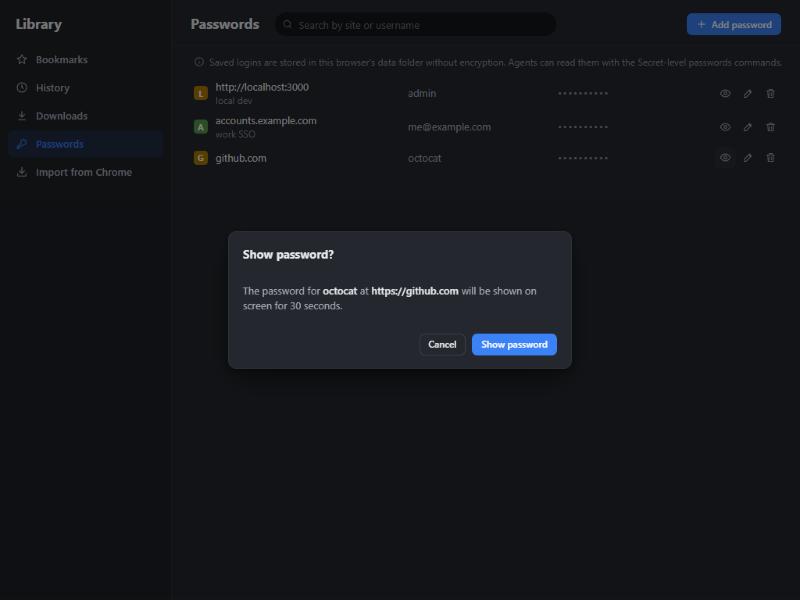 Library
Bookmarks
History
Downloads
Passwords
Import from Chrome
Passwords
Search by site or username
Add password
Saved logins are stored in this browser's data folder without encryption. Agents can read them with the Secret-level passwords commands.
L
http://localhost:3000
local dev
admin
••••••••••
A
accounts.example.com
work SSO
me@example.com
••••••••••
G
github.com
octocat
••••••••••
Show password?
The password for octocat at https://github.com will be shown on
screen for 30 seconds.
Cancel
Show password